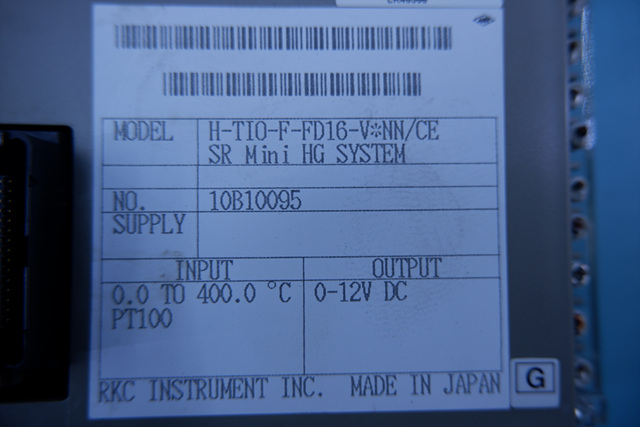 MODEL H-TIO-F-FD16-V*NN/CE
SR Mini HG SYSTEM
NO. 10B10095
SUPPLY
INPUT OUTPUT
0.0 TO 400.0 °C 0-12V DC
PT100
RKC INSTRUMENT INC. MADE IN JAPAN
G